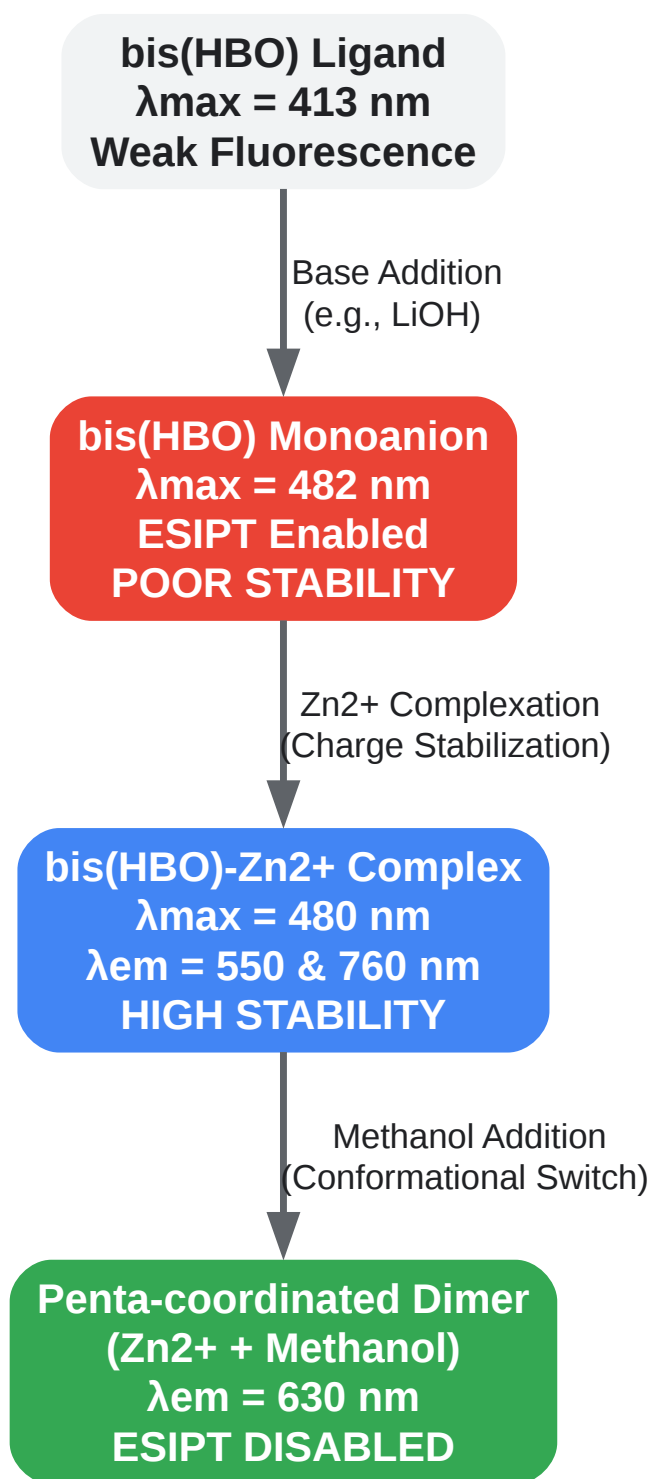 bis(HBO) Ligand
λmax = 413 nm
Weak Fluorescence
Base Addition
(e.g., LiOH)
bis(HBO) Monoanion
λmax = 482 nm
ESIPT Enabled
POOR STABILITY
Zn2+ Complexation
(Charge Stabilization)
bis(HBO)-Zn2+ Complex
λmax = 480 nm
λem = 550 & 760 nm
HIGH STABILITY
Methanol Addition
(Conformational Switch)
Penta-coordinated Dimer
(Zn2+ + Methanol)
λem = 630 nm
ESIPT DISABLED